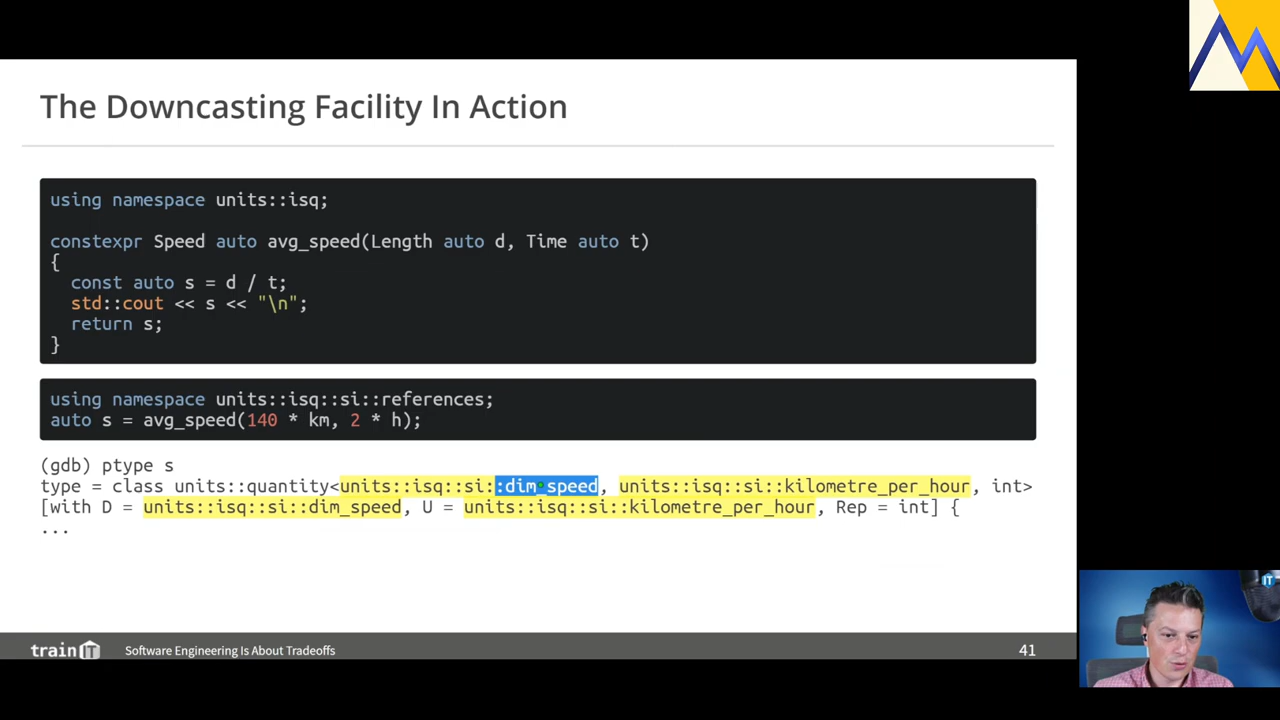 The Downcasting Facility In Action
using namespace units::isq;
constexpr Speed auto avg_speed(Length auto d, Time auto t)
{
const auto s = d / t;
std::cout << s << "\n";
return s;
}
using namespace units::isq::si::references;
auto s = avg_speed(140 * km, 2 * h);
(gdb) ptype s
type = class units::quantity<units::isq::si::dim_speed, units::isq::si::kilometre_per_hour, int>
[with D = units::isq::si::dim_speed, U = units::isq::si::kilometre_per_hour, Rep = int] {
...
train IT
Software Engineering Is About Tradeoffs
41
IT